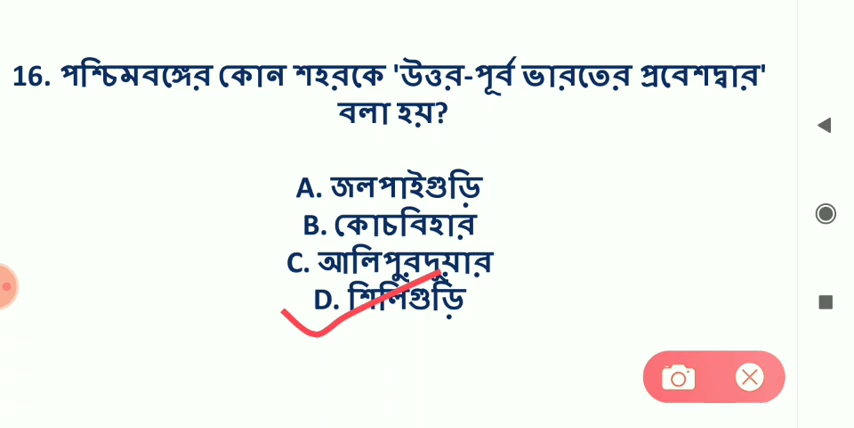 16. পশ্চিমবঙ্গের কোন শহরকে 'উত্তর-পূর্ব ভারতের প্রবেশদ্বার'
বলা হয়?
A. জলপাইগুড়ি
B. কোচবিহার
C. আলিপুরদুয়ার
D. শিলিগুড়ি